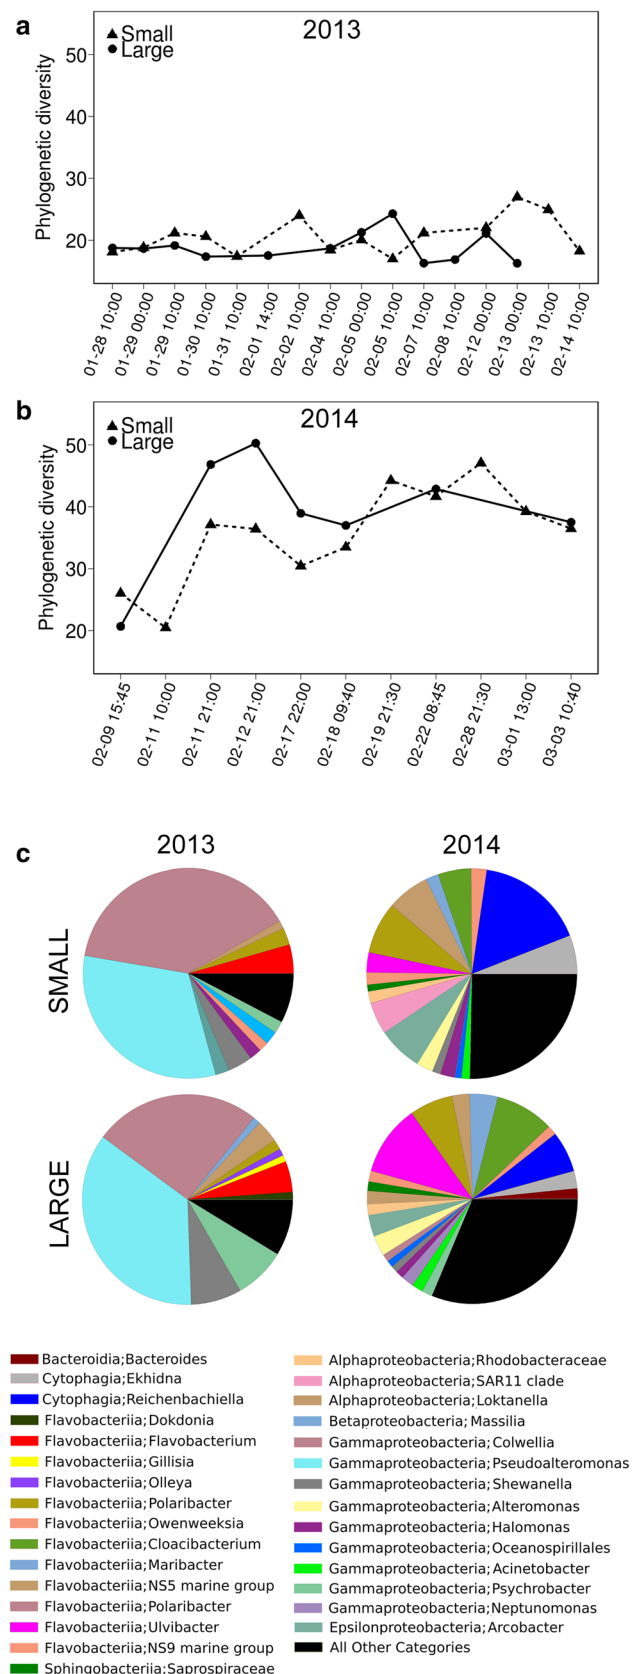 a
2013
Small
Large
Phylogenetic diversity
50
40
30
20
01-28 10:00
01-29 00:00
01-29 10:00
01-30 10:00
01-31 10:00
02-01 14:00
02-02 10:00
02-04 10:00
02-05 00:00
02-05 10:00
02-07 10:00
02-08 10:00
02-12 00:00
02-13 00:00
02-13 10:00
02-14 10:00
b
2014
Small
Large
Phylogenetic diversity
50
40
30
20
02-09 15:45
02-11 10:00
02-11 21:00
02-12 21:00
02-17 22:00
02-18 09:40
02-19 21:30
02-22 08:45
02-28 21:30
03-01 13:00
03-03 10:40
c
2013
2014
SMALL
LARGE
Bacteroidia;Bacteroides
Cytophagia;Ekhidna
Cytophagia;Reichenbachiella
Flavobacteriia;Dokdonia
Flavobacteriia;Flavobacterium
Flavobacteriia;Gillisia
Flavobacteriia;Olleya
Flavobacteriia;Polaribacter
Flavobacteriia;Owenweeksia
Flavobacteriia;Cloacibacterium
Flavobacteriia;Maribacter
Flavobacteriia;NS5 marine group
Flavobacteriia;Polaribacter
Flavobacteriia;Ulvibacter
Flavobacteriia;NS9 marine group
Sphingobacteriia;Saprospiraceae
Alphaproteobacteria;Rhodobacteraceae
Alphaproteobacteria;SAR11 clade
Alphaproteobacteria;Loktanella
Betaproteobacteria;Massilia
Gammaproteobacteria;Colwellia
Gammaproteobacteria;Pseudoalteromonas
Gammaproteobacteria;Shewanella
Gammaproteobacteria;Alteromonas
Gammaproteobacteria;Halomonas
Gammaproteobacteria;Oceanospirillales
Gammaproteobacteria;Acinetobacter
Gammaproteobacteria;Psychrobacter
Gammaproteobacteria;Neptunomonas
Epsilonproteobacteria;Arcobacter
All Other Categories